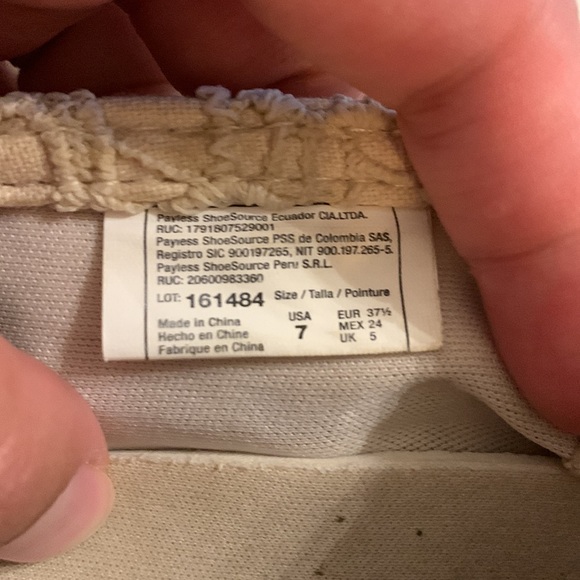 Payless ShoeSource Ecuador CIA.LTDA.
RUC: 1791807529001
Payless ShoeSource PSS de Colombia SAS,
Registro SIC 900197265, NIT 900.197.265-5.
Payless ShoeSource Peru S.R.L.
RUC: 20600983360
LOT: 161484 Size / Talla / Pointure
Made in China
Hecho en Chine
Fabrique en China
USA
7
EUR 37½
MEX 24
UK 5